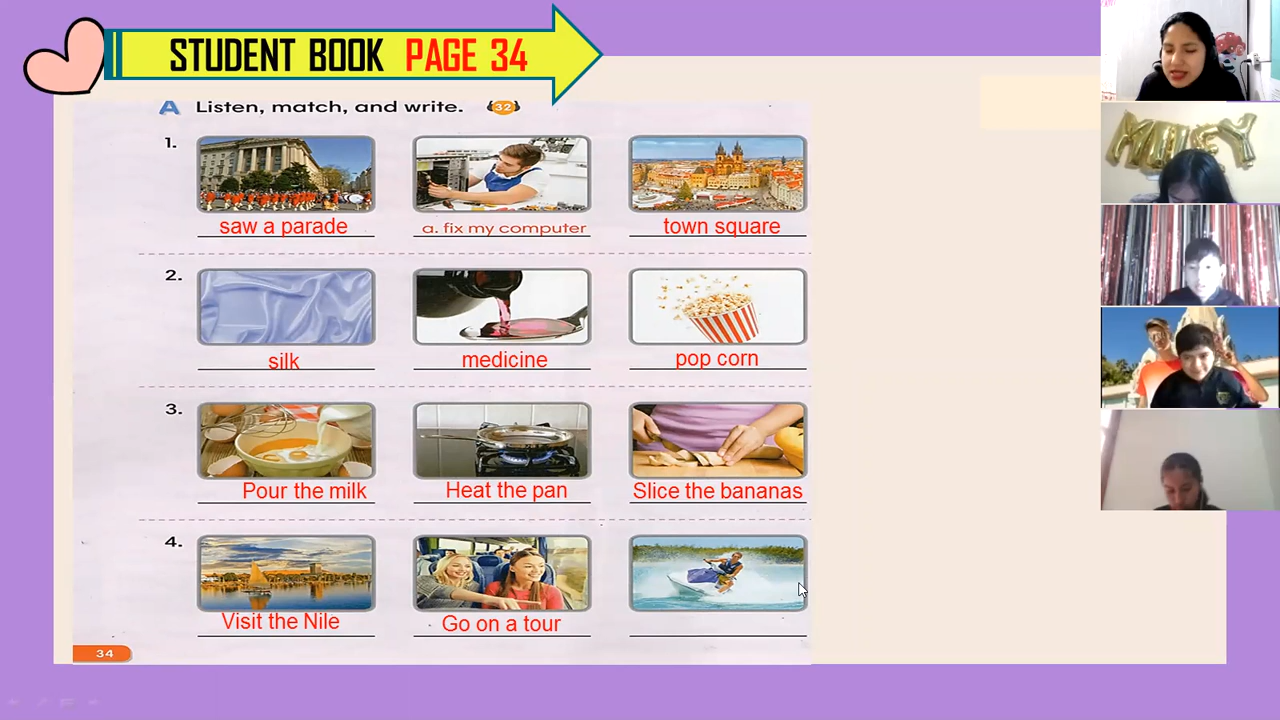 STUDENT BOOK PAGE 34
A Listen, match, and write. 32
1.
saw a parade
a. fix my computer
town square
2.
silk
medicine
pop corn
3.
Pour the milk
Heat the pan
Slice the bananas
4.
Visit the Nile
Go on a tour
34